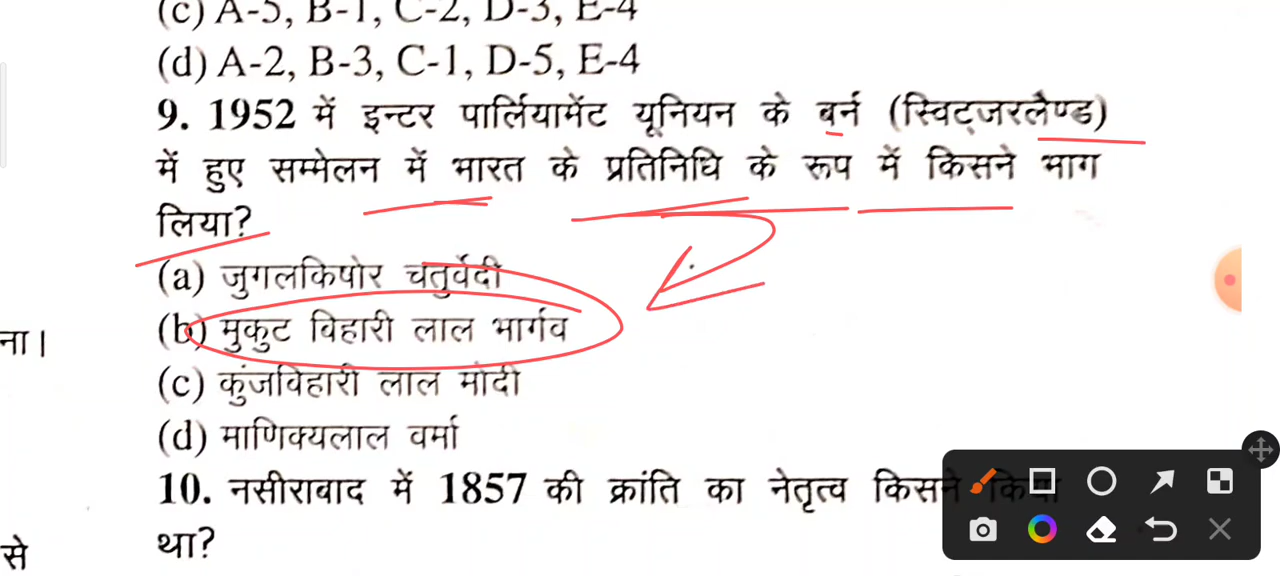 (c) A-5, B-1, C-2, D-3, E-4
(d) A-2, B-3, C-1, D-5, E-4
9. 1952 में इन्टर पार्लियामेंट यूनियन के बर्न (स्विट्जरलैण्ड)
में हुए सम्मेलन में भारत के प्रतिनिधि के रूप में किसने भाग
लिया?
(a) जुगलकिषोर चतुर्वेदी
(b) मुकुट बिहारी लाल भार्गव
ना।
(c) कुंजविहारी लाल मोदी
(d) माणिक्यलाल वर्मा
10. नसीराबाद में 1857 की क्रांति का नेतृत्व किसने किया
से
था?